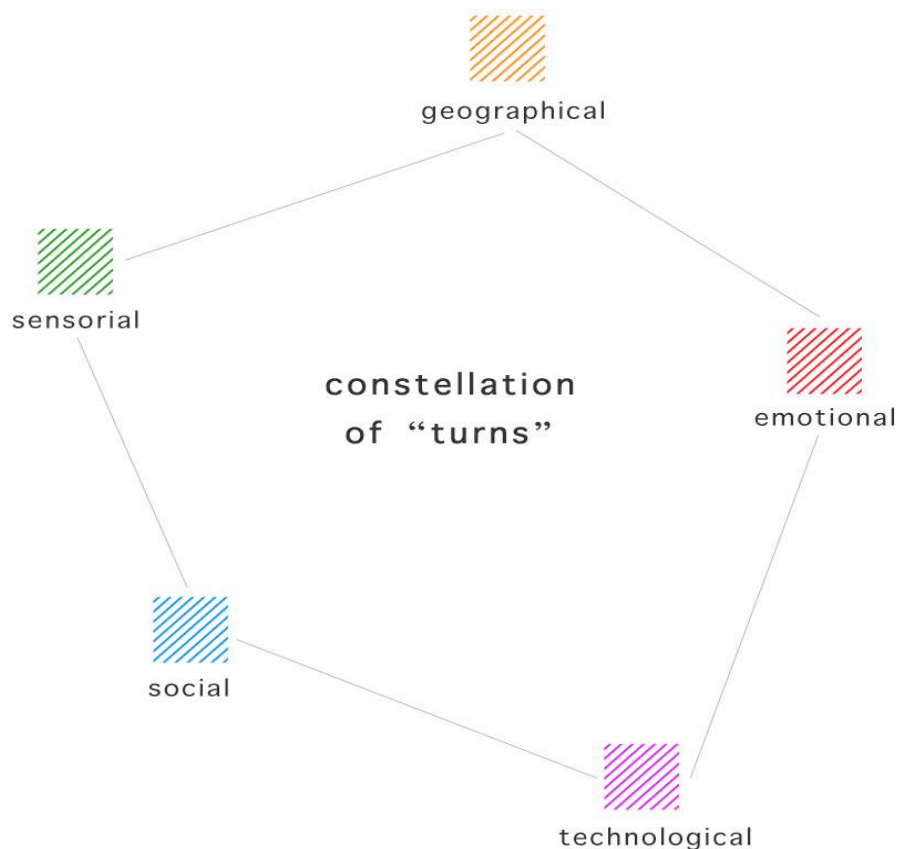 geographical
sensorial
constellation
of “turns”
emotional
social
technological